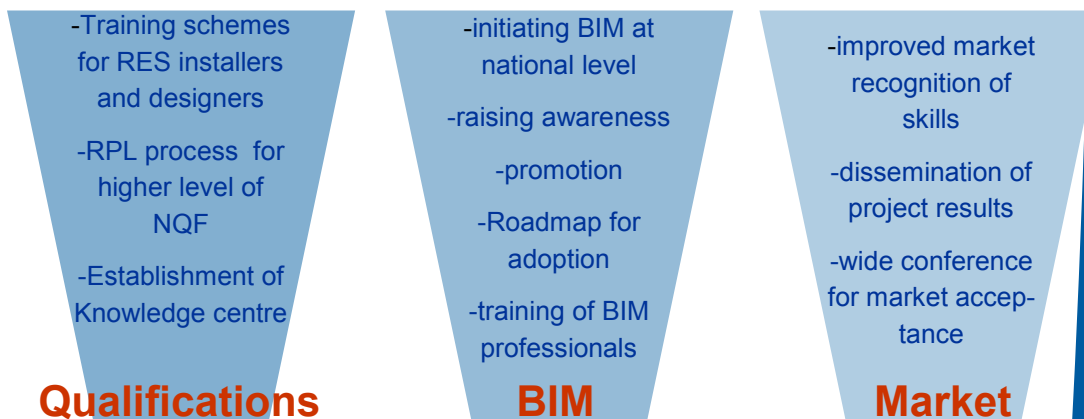 -Training schemes
for RES installers
and designers
-RPL process for
higher level of
NQF
-Establishment of
Knowledge centre
Qualifications
-initiating BIM at
national level
-raising awareness
-promotion
-Roadmap for
adoption
-training of BIM
professionals
BIM
-improved market
recognition of
skills
-dissemination of
project results
-wide conference
for market accep-
tance
Market